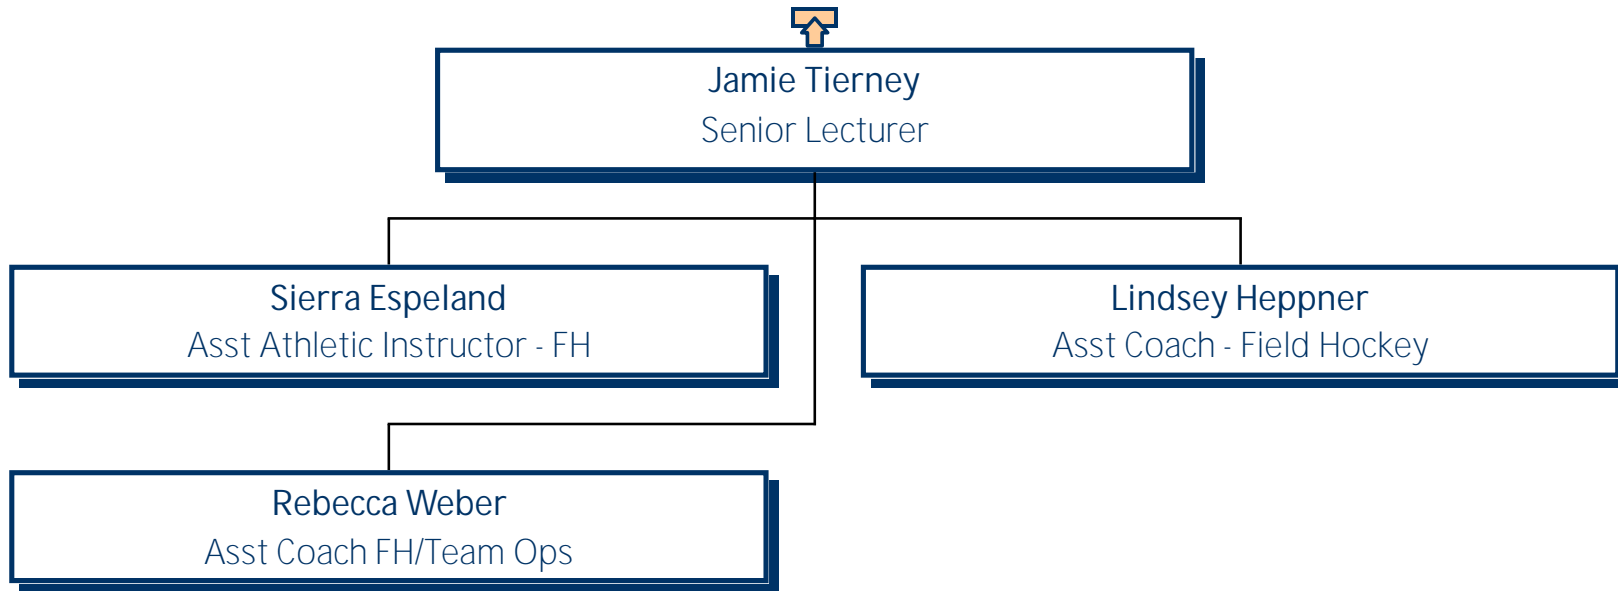 Jamie Tierney
Senior Lecturer
Sierra Espeland
Asst Athletic Instructor - FH
Lindsey Heppner
Asst Coach - Field Hockey
Rebecca Weber
Asst Coach FH/Team Ops